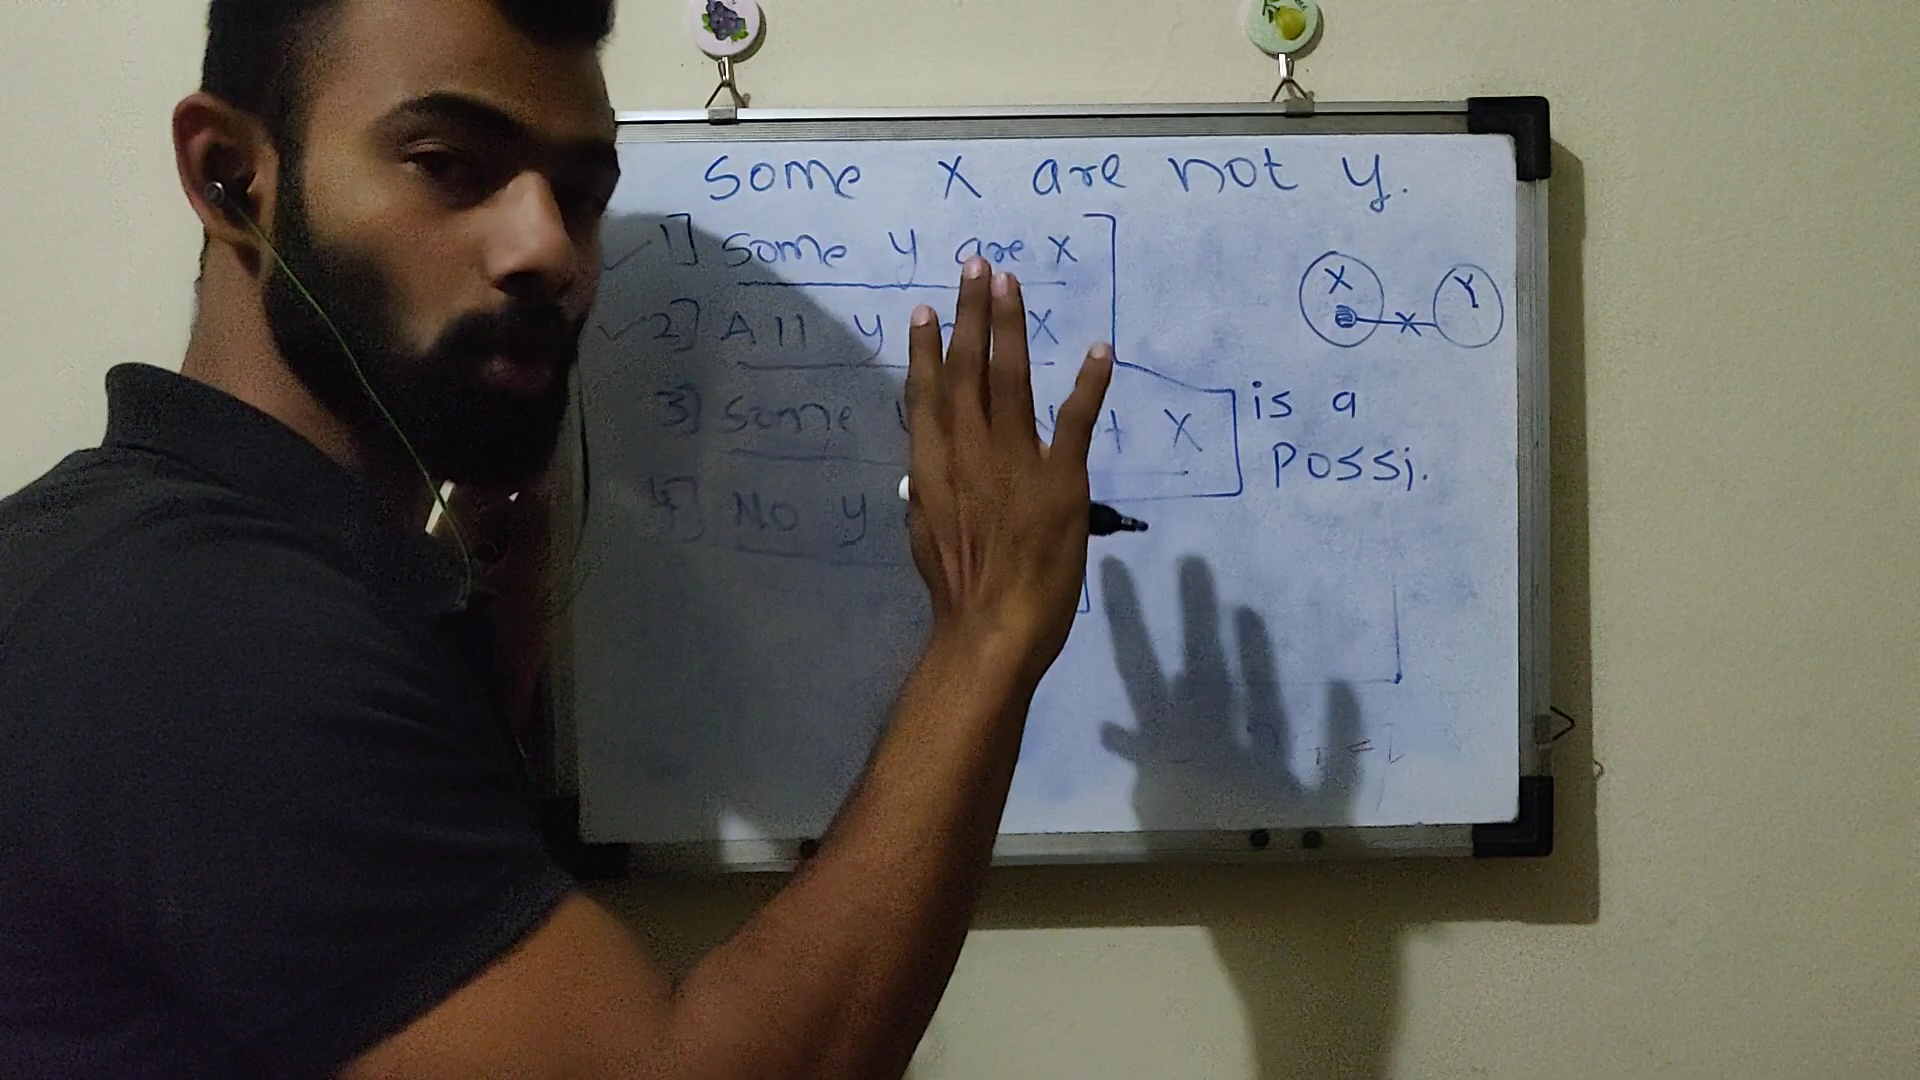 Some X are not y.
1] Some y are X
2] All y X
3] Some X
4] No y
X Y
X
is a
Possi.